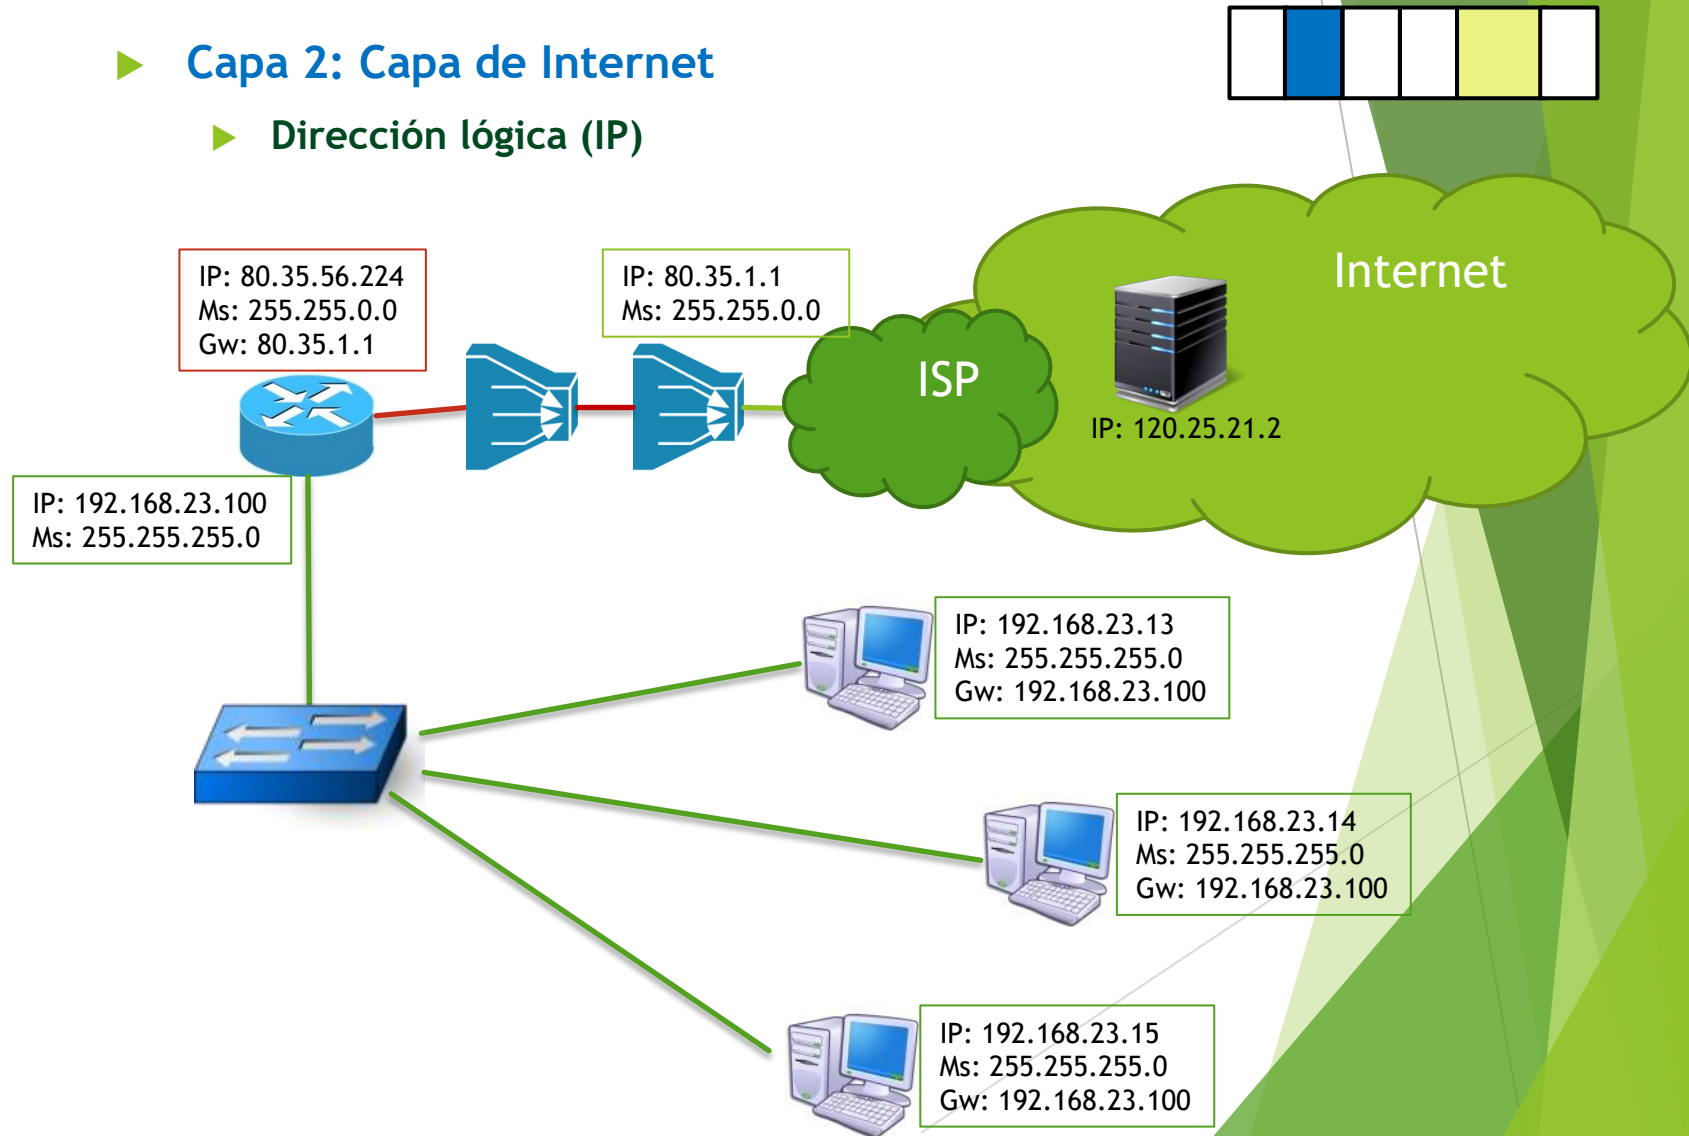 Capa 2: Capa de Internet
Dirección lógica (IP)
IP: 80.35.56.224
Ms: 255.255.0.0
Gw: 80.35.1.1
IP: 80.35.1.1
Ms: 255.255.0.0
Internet
ISP
IP: 120.25.21.2
IP: 192.168.23.100
Ms: 255.255.255.0
IP: 192.168.23.13
Ms: 255.255.255.0
Gw: 192.168.23.100
IP: 192.168.23.14
Ms: 255.255.255.0
Gw: 192.168.23.100
IP: 192.168.23.15
Ms: 255.255.255.0
Gw: 192.168.23.100